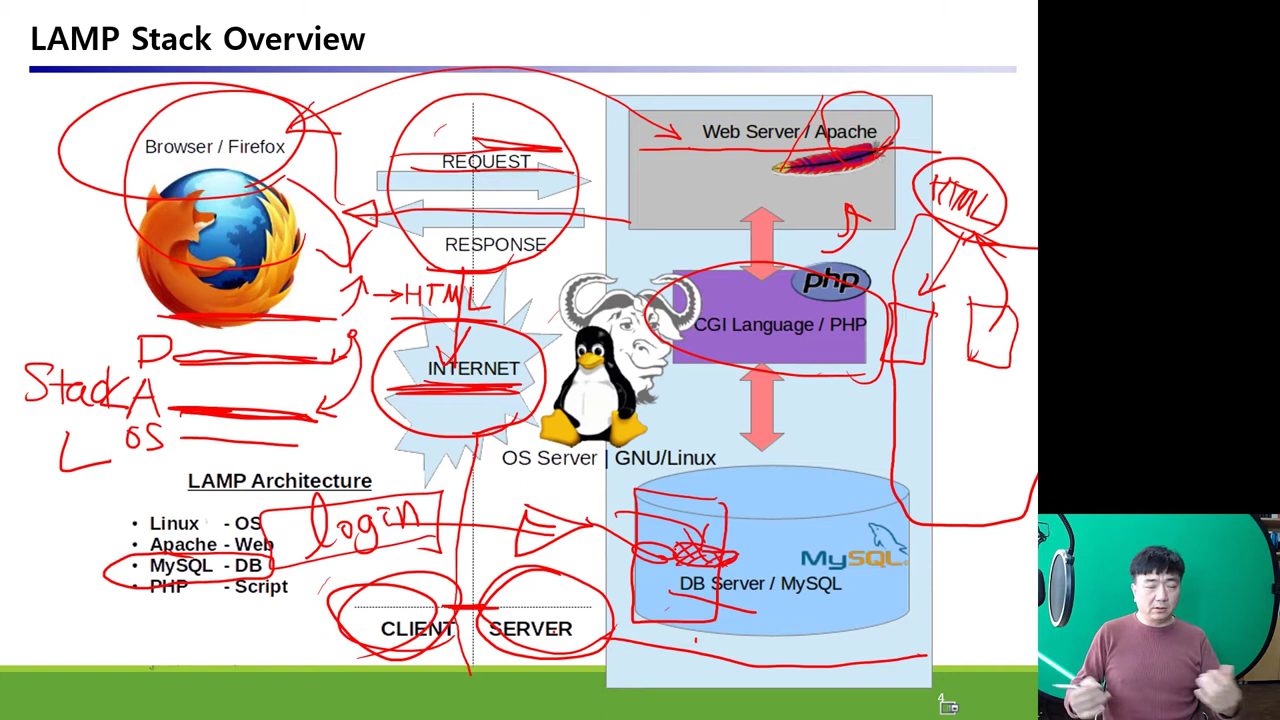 LAMP Stack Overview
Browser / Firefox
REQUEST
RESPONSE
Web Server / Apache
HTML
php
CGI Language / PHP
HTML
INTERNET
D
Stack A
OS
L
OS Server | GNU/Linux
LAMP Architecture
• Linux - OS
• Apache - Web
• MySQL - DB
• PHP - Script
login
MySQL
DB Server / MySQL
CLIENT
SERVER
4